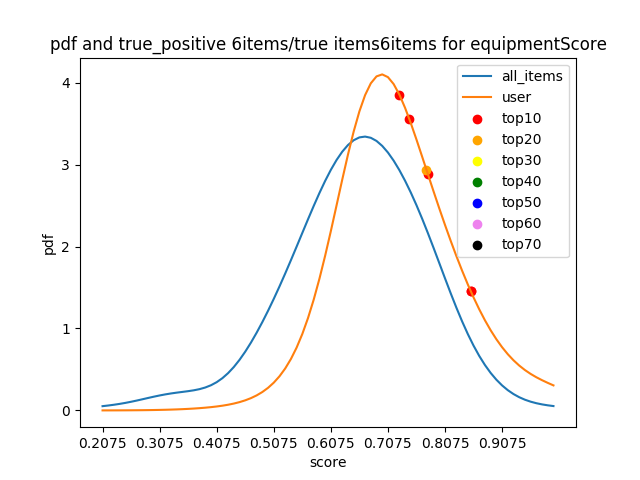 pdf and true_positive 6items/true items6items for equipmentScore
all_items
user
top10
top20
top30
top40
top50
top60
top70
pdf
4
3
2
1
0
0.2075 0.3075 0.4075 0.5075 0.6075 0.7075 0.8075 0.9075
score